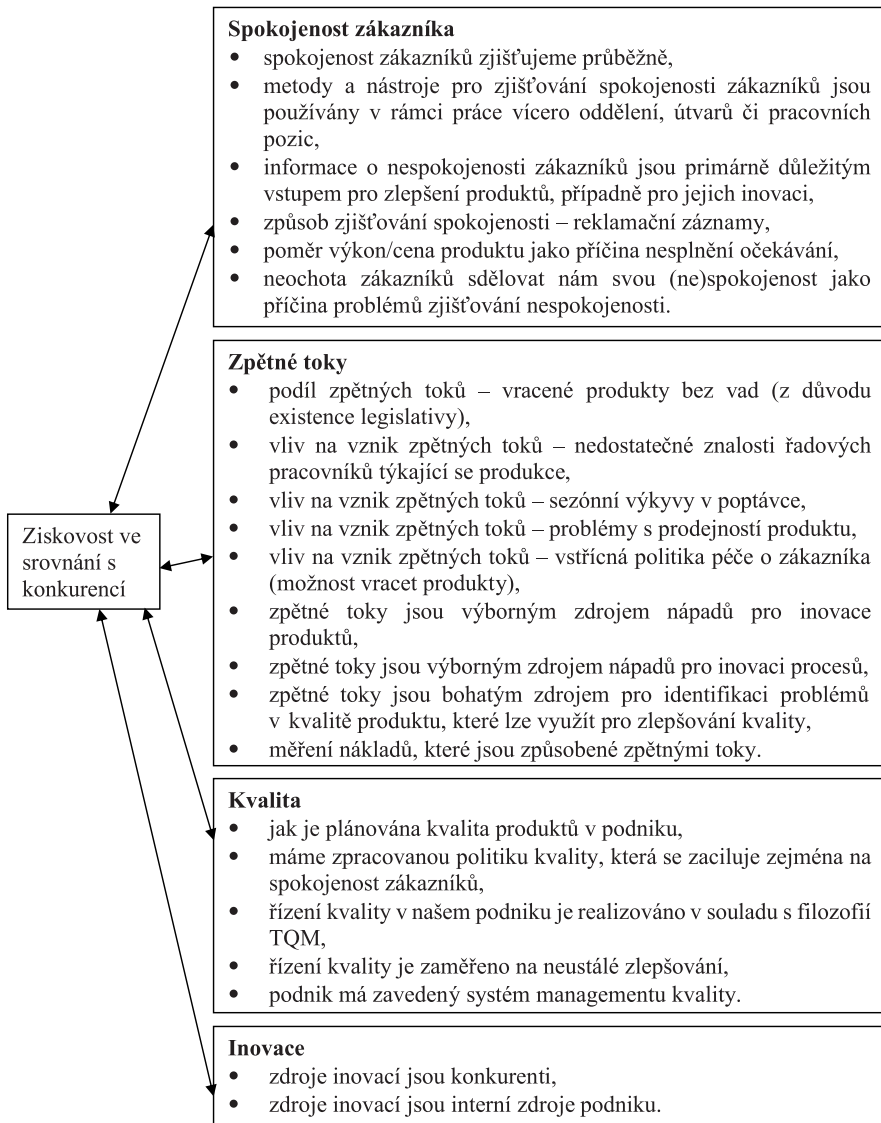 Spokojenost zákazníka
• spokojenost zákazníků zjišťujeme průběžně,
• metody a nástroje pro zjišťování spokojenosti zákazníků jsou
používány v rámci práce vícero oddělení, útvarů či pracovních
pozic,
• informace o nespokojenosti zákazníků jsou primárně důležitým
vstupem pro zlepšení produktů, případně pro jejich inovaci,
• způsob zjišťování spokojenosti – reklamační záznamy,
• poměr výkon/cena produktu jako příčina nesplnění očekávání,
• neochota zákazníků sdělovat nám svou (ne)spokojenost jako
příčina problémů zjišťování nespokojenosti.
Zpětné toky
• podíl zpětných toků – vracené produkty bez vad (z důvodu
existence legislativy),
• vliv na vznik zpětných toků – nedostatečné znalosti řadových
pracovníků týkající se produkce,
• vliv na vznik zpětných toků – sezónní výkyvy v poptávce,
• vliv na vznik zpětných toků – problémy s prodejností produktu,
• vliv na vznik zpětných toků – vstřícná politika péče o zákazníka
(možnost vracet produkty),
• zpětné toky jsou výborným zdrojem nápadů pro inovace
produktů,
• zpětné toky jsou výborným zdrojem nápadů pro inovaci procesů,
• zpětné toky jsou bohatým zdrojem pro identifikaci problémů
v kvalitě produktu, které lze využít pro zlepšování kvality,
• měření nákladů, které jsou způsobené zpětnými toky.
Ziskovost ve
srovnání s
konkurencí
Kvalita
• jak je plánována kvalita produktů v podniku,
• máme zpracovanou politiku kvality, která se zaciluje zejména na
spokojenost zákazníků,
• řízení kvality v našem podniku je realizováno v souladu s filozofií
TQM,
• řízení kvality je zaměřeno na neustálé zlepšování,
• podnik má zavedený systém managementu kvality.
Inovace
• zdroje inovací jsou konkurenti,
• zdroje inovací jsou interní zdroje podniku.